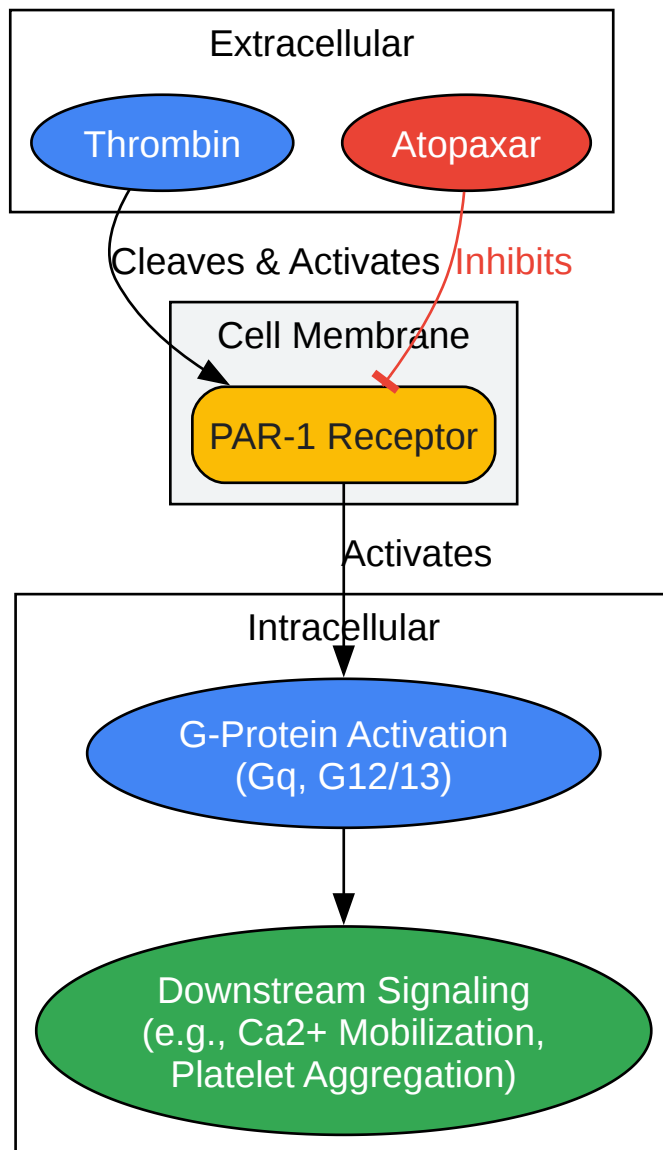 Extracellular
Thrombin
Atopaxar
Cleaves & Activates
Inhibits
Cell Membrane
PAR-1 Receptor
Activates
Intracellular
G-Protein Activation
(Gq, G12/13)
Downstream Signaling
(e.g., Ca2+ Mobilization,
Platelet Aggregation)